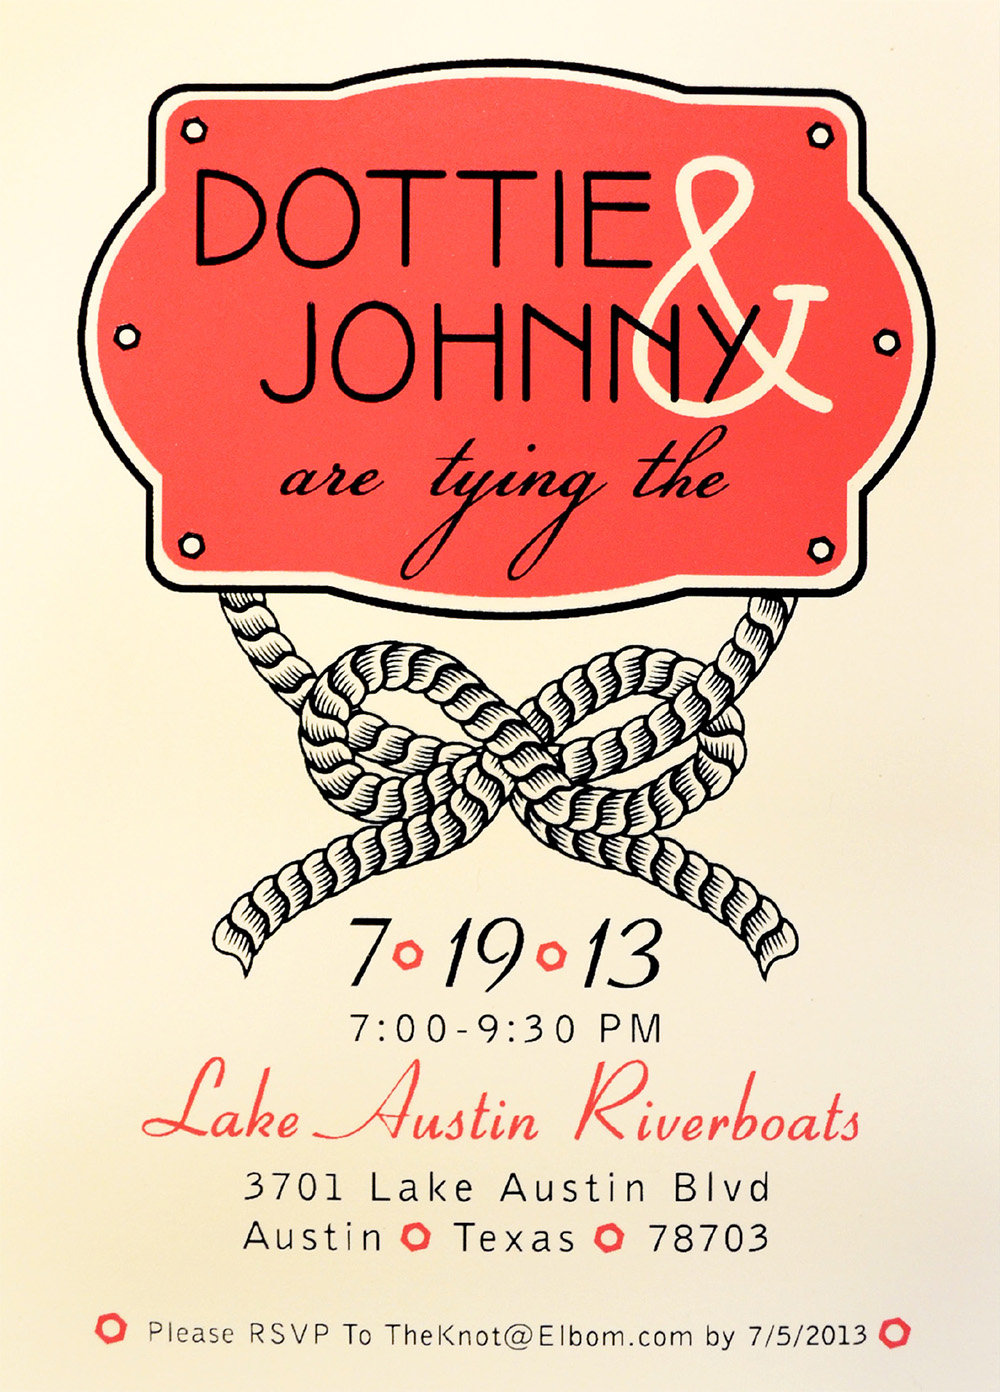 DOTTIE &
JOHNNY
are tying the
7 19 13
7:00-9:30 PM
Lake Austin Riverboats
3701 Lake Austin Blvd
Austin Texas 78703
Please RSVP To TheKnot@Elbom.com by 7/5/2013